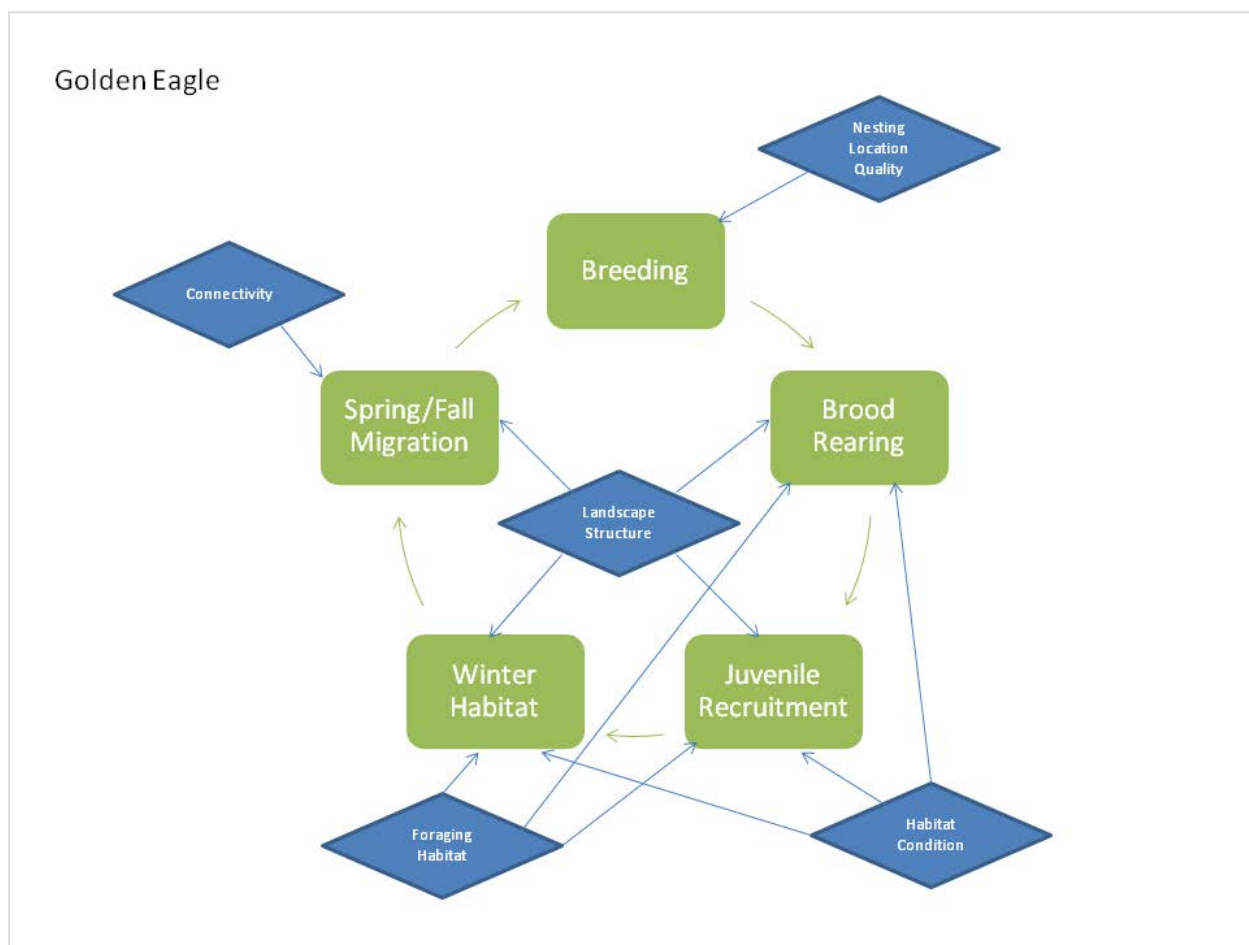 Golden Eagle
Nesting
Location
Quality
Breeding
Connectivity
Spring/Fall
Migration
Brood
Rearing
Landscape
Structure
Winter
Habitat
Juvenile
Recruitment
Foraging
Habitat
Habitat
Condition